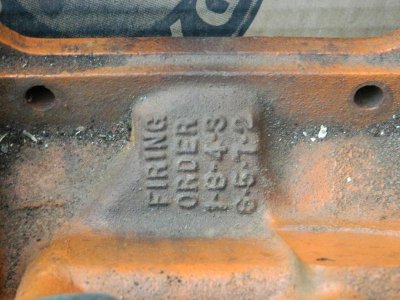 FIRING
ORDER
1-8-4-3
6-5-7-2